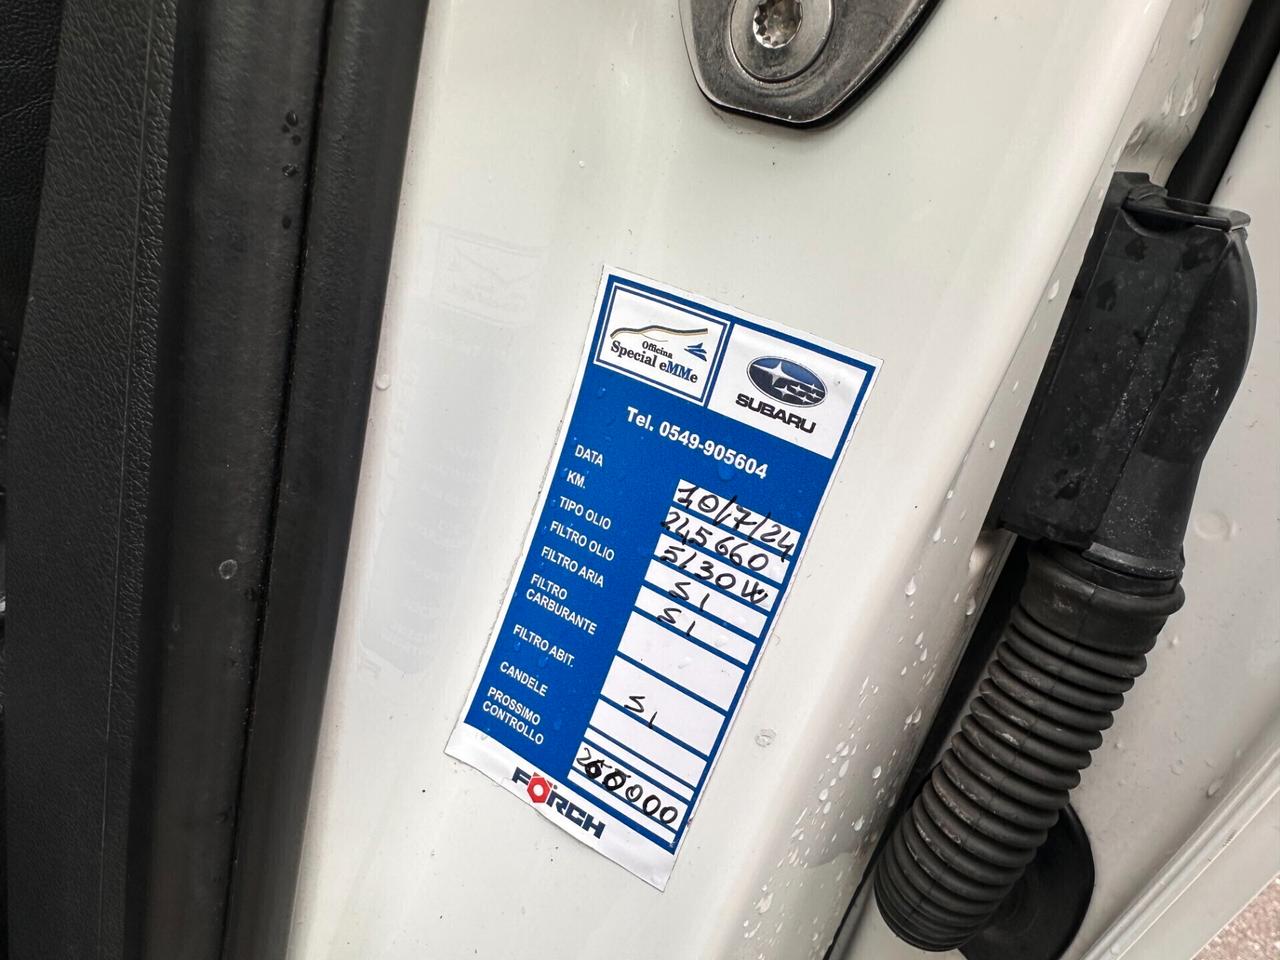 Officina
Special eMMe
SUBARU
Tel. 0549-905604
DATA 10/7/24
KM. 245660
TIPO OLIO 5/30W
FILTRO OLIO SI
FILTRO ARIA SI
FILTRO
CARBURANTE
FILTRO ABIT. SI
CANDELE
PROSSIMO
CONTROLLO 260000
FÖRCH